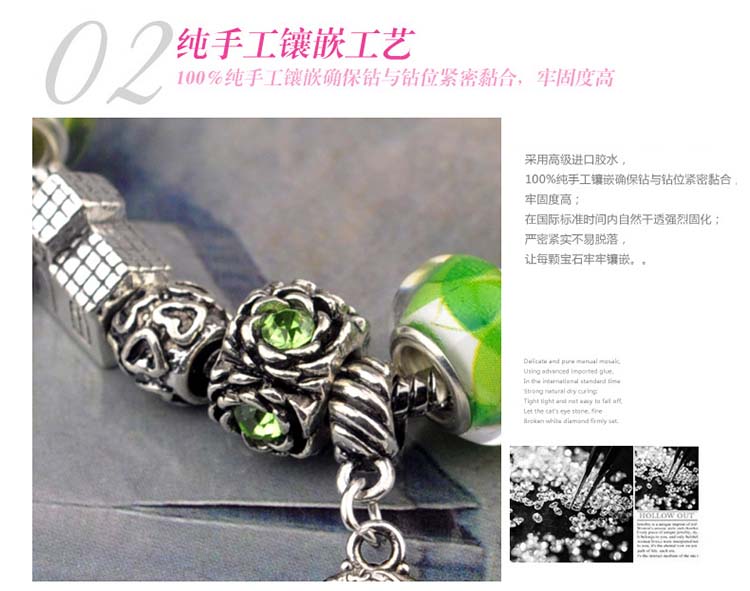 02
纯手工镶嵌工艺
100%纯手工镶嵌确保钻与钻位紧密黏合，牢固度高
采用高级进口胶水，
100%纯手工镶嵌确保钻与钻位紧密黏合，
牢固度高；
在国际标准时间内自然干透强烈固化；
严密紧实不易脱落，
让每颗宝石牢牢镶嵌。。
Delicate and pure manual mosaic,
Using advanced imported glue,
In the international standard time
Strong natural dry curing;
Tight tight and not easy to fall off,
Let the cat's eye stone, fine
Broken white diamond firmly set.
HOLLOW OUT